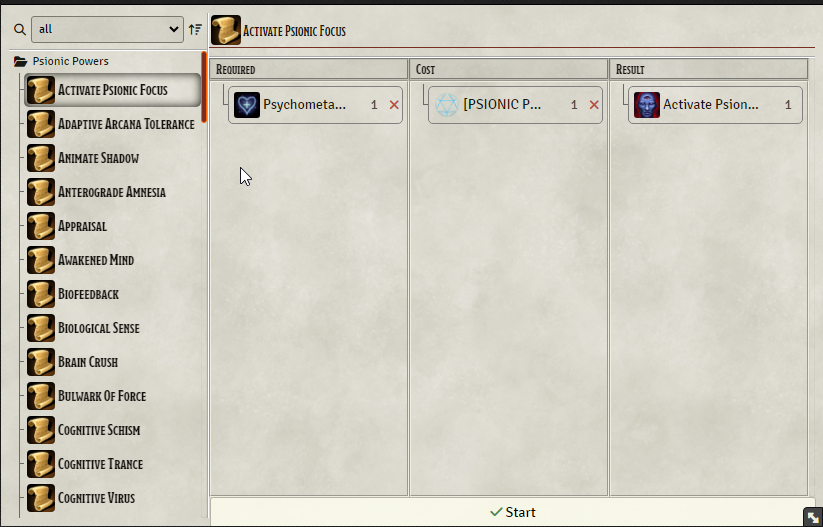 all
Psionic Powers
Activate Psionic Focus
Adaptive Arcana Tolerance
Animate Shadow
Anterograde Amnesia
Appraisal
Awakened Mind
Biofeedback
Biological Sense
Brain Crush
Bulwark Of Force
Cognitive Schism
Cognitive Trance
Cognitive Virus
Activate Psionic Focus
Required Cost Result
Psychometa... 1 × [PSIONIC P... 1 × Activate Psion... 1
Start